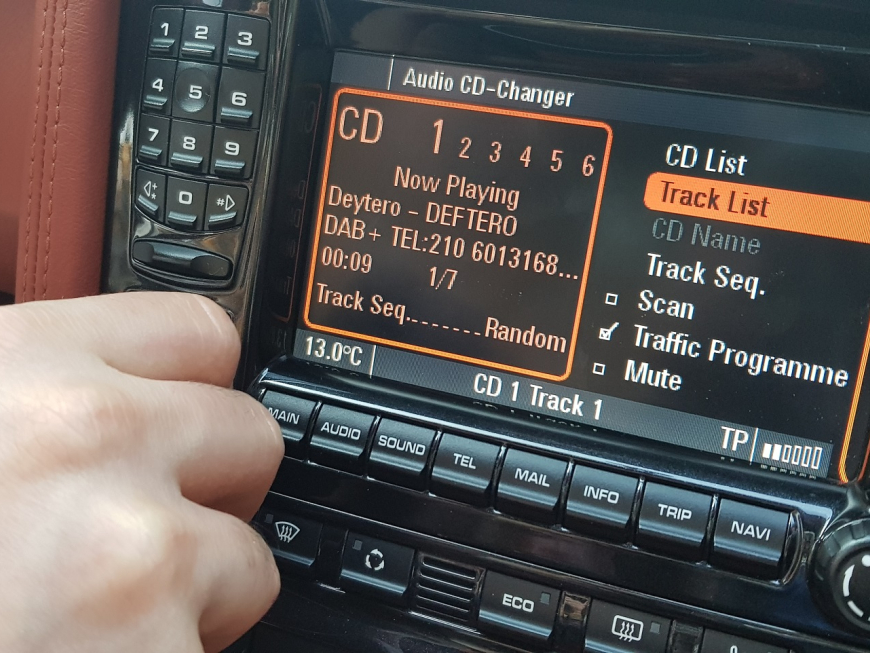 1 2 3
4 5 6
7 8 9
* 0 #
Audio CD-Changer
CD 1 2 3 4 5 6
Now Playing
Deytero - DEFTERO
DAB+ TEL:210 6013168...
00:09 1/7
Track Seq.......Random
CD List
Track List
CD Name
Track Seq.
Scan
Traffic Programme
Mute
13.0°C
CD 1 Track 1
TP
MAIN AUDIO SOUND TEL MAIL INFO TRIP NAVI
ECO